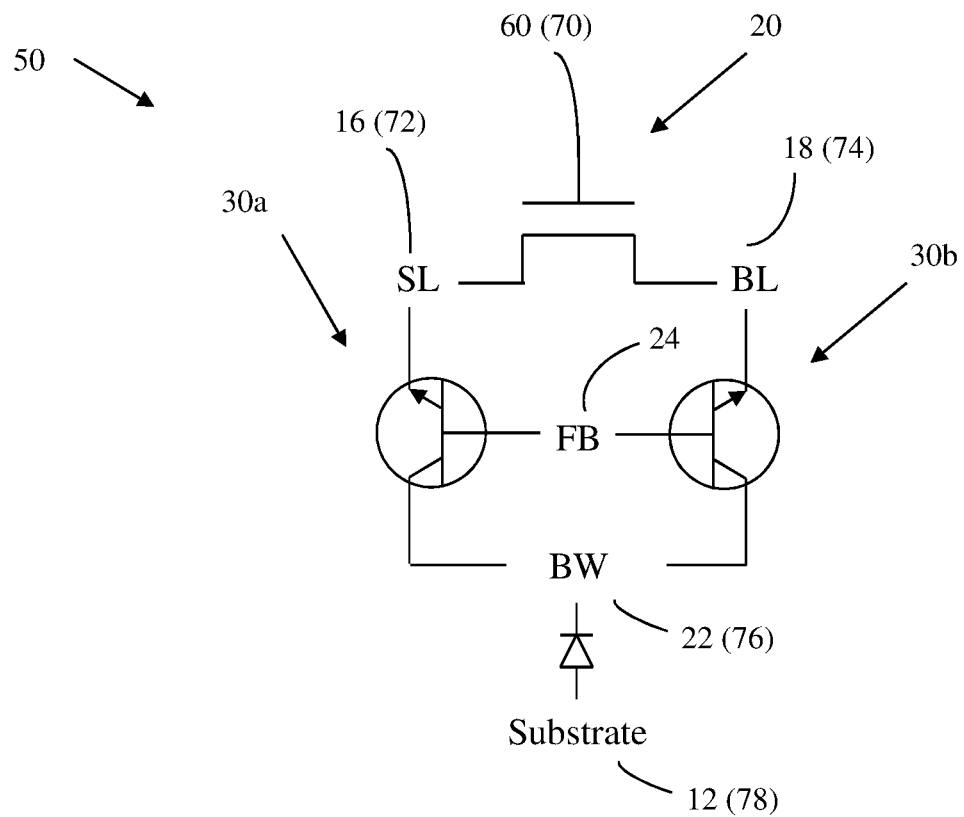 60 (70)
20
50
16 (72)
18 (74)
30a
30b
SL
BL
24
FB
BW
22 (76)
Substrate
12 (78)